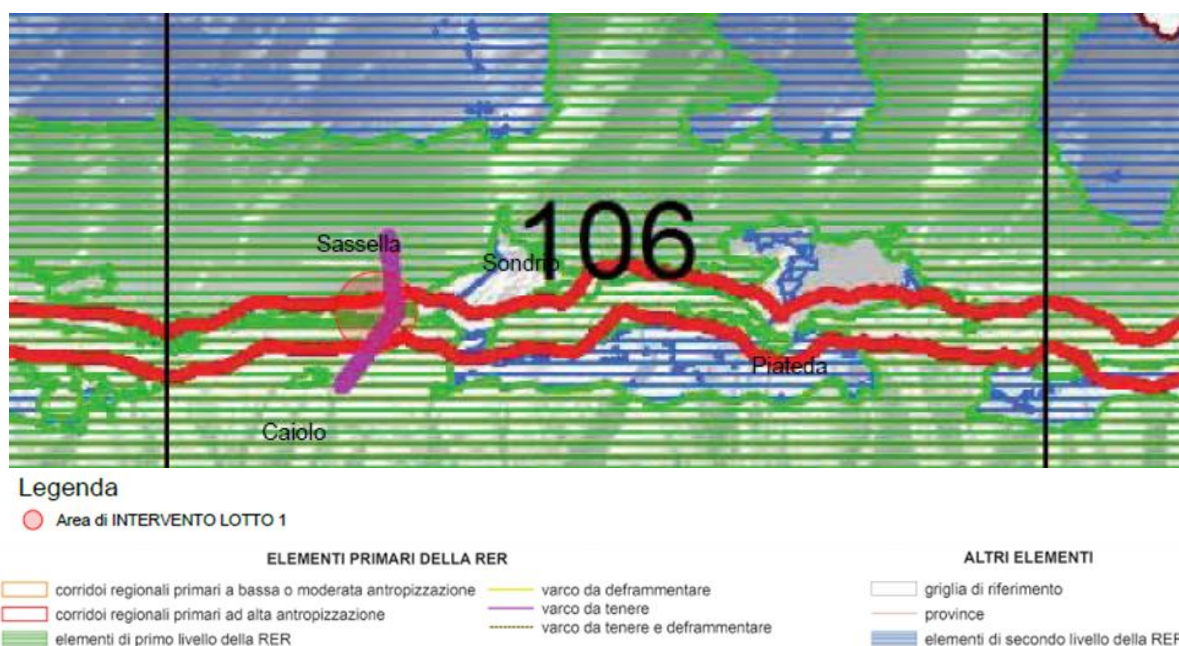 106
Sassella
Sondrio
Piateda
Caiolo
Legenda
Area di INTERVENTO LOTTO 1
ELEMENTI PRIMARI DELLA RER
corridoi regionali primari a bassa o moderata antropizzazione
corridoi regionali primari ad alta antropizzazione
elementi di primo livello della RER
varco da deframmentare
varco da tenere
varco da tenere e deframmentare
ALTRI ELEMENTI
griglia di riferimento
province
elementi di secondo livello della RER